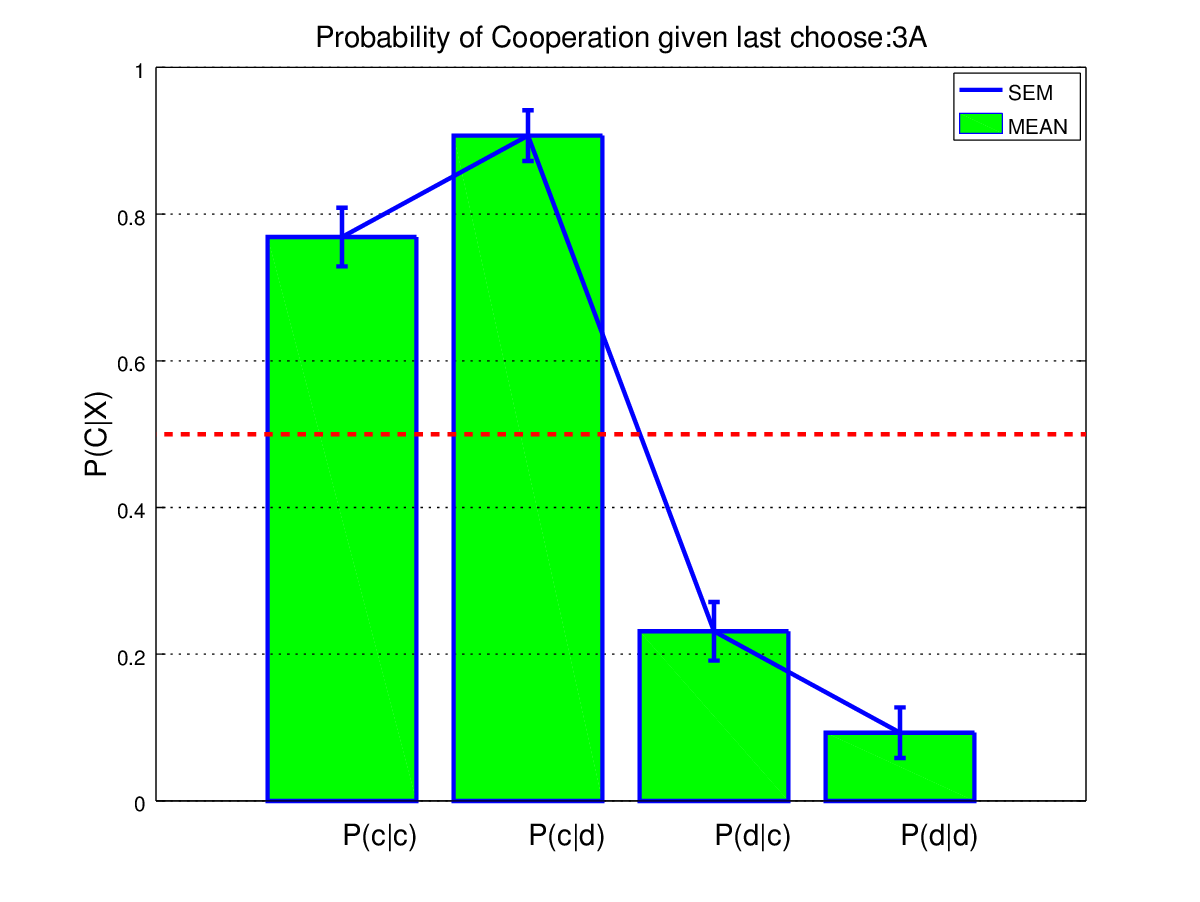 Probability of Cooperation given last choose:3A
SEM
MEAN
1
0.8
0.6
0.4
0.2
0
P(C|X)
P(c|c)
P(c|d)
P(d|c)
P(d|d)